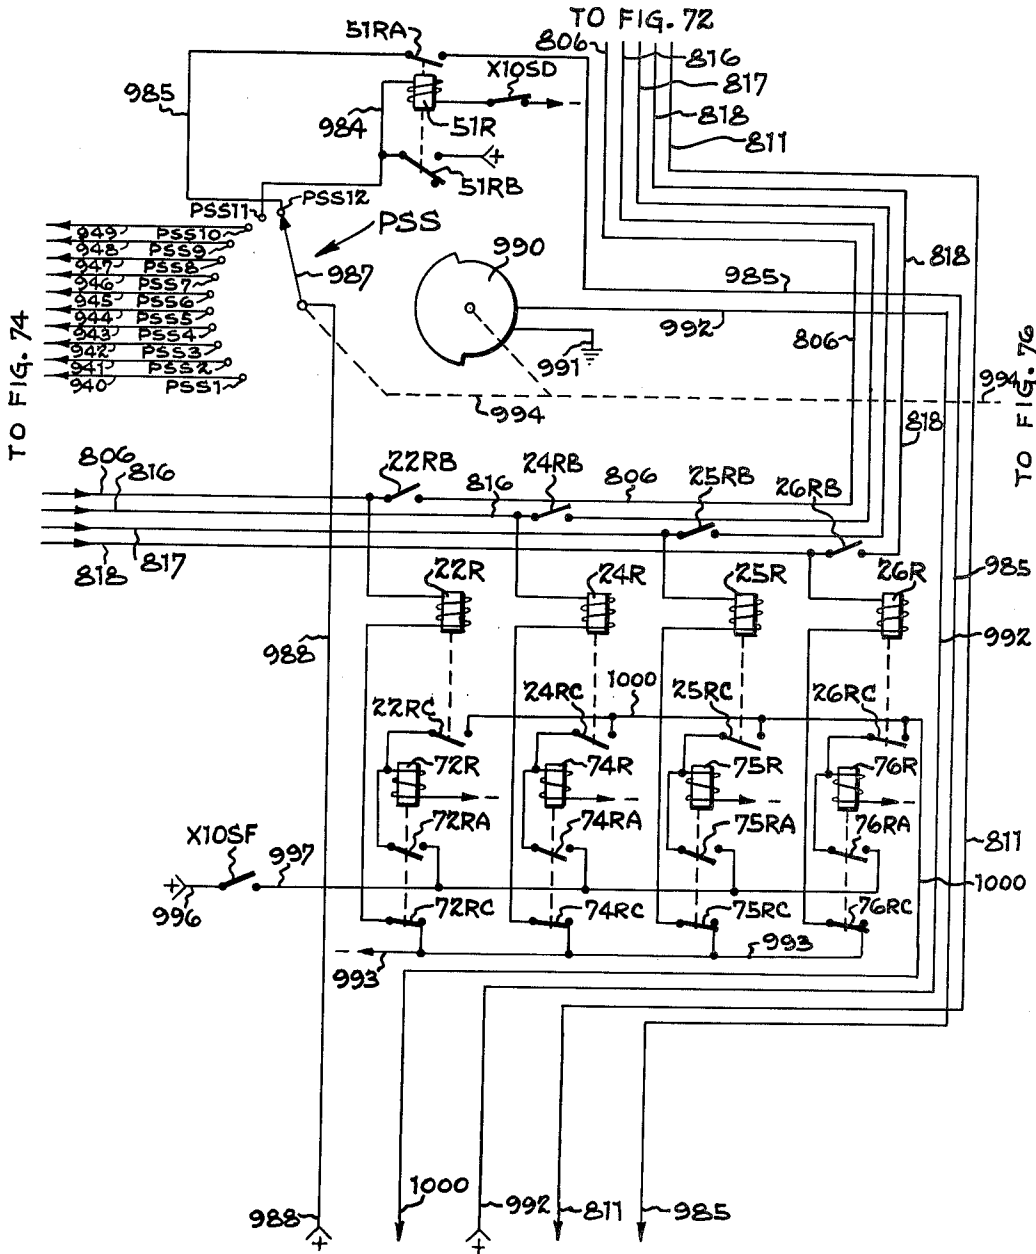 TO FIG. 72
51RA
806
816
X10SD
985
817
984
51R
818
811
51RB
PSS12
PSS11
PSS
949 PSS10
948 PSS9
947 PSS8
946 PSS7
945 PSS6
944 PSS5
943 PSS4
942 PSS3
941 PSS2
940 PSS1
987
990
985
818
992
806
991
TO FIG. 74
TO FIG. 76
994
994
818
806
816
22RB
24RB
816
806
25RB
26RB
817
818
22R
24R
25R
26R
985
988
992
22RC
24RC
1000
25RC
26RC
72R
74R
75R
76R
X10SF
997
72RA
74RA
75RA
76RA
811
996
1000
72RC
74RC
75RC
76RC
993
993
1000
988
992
811
985